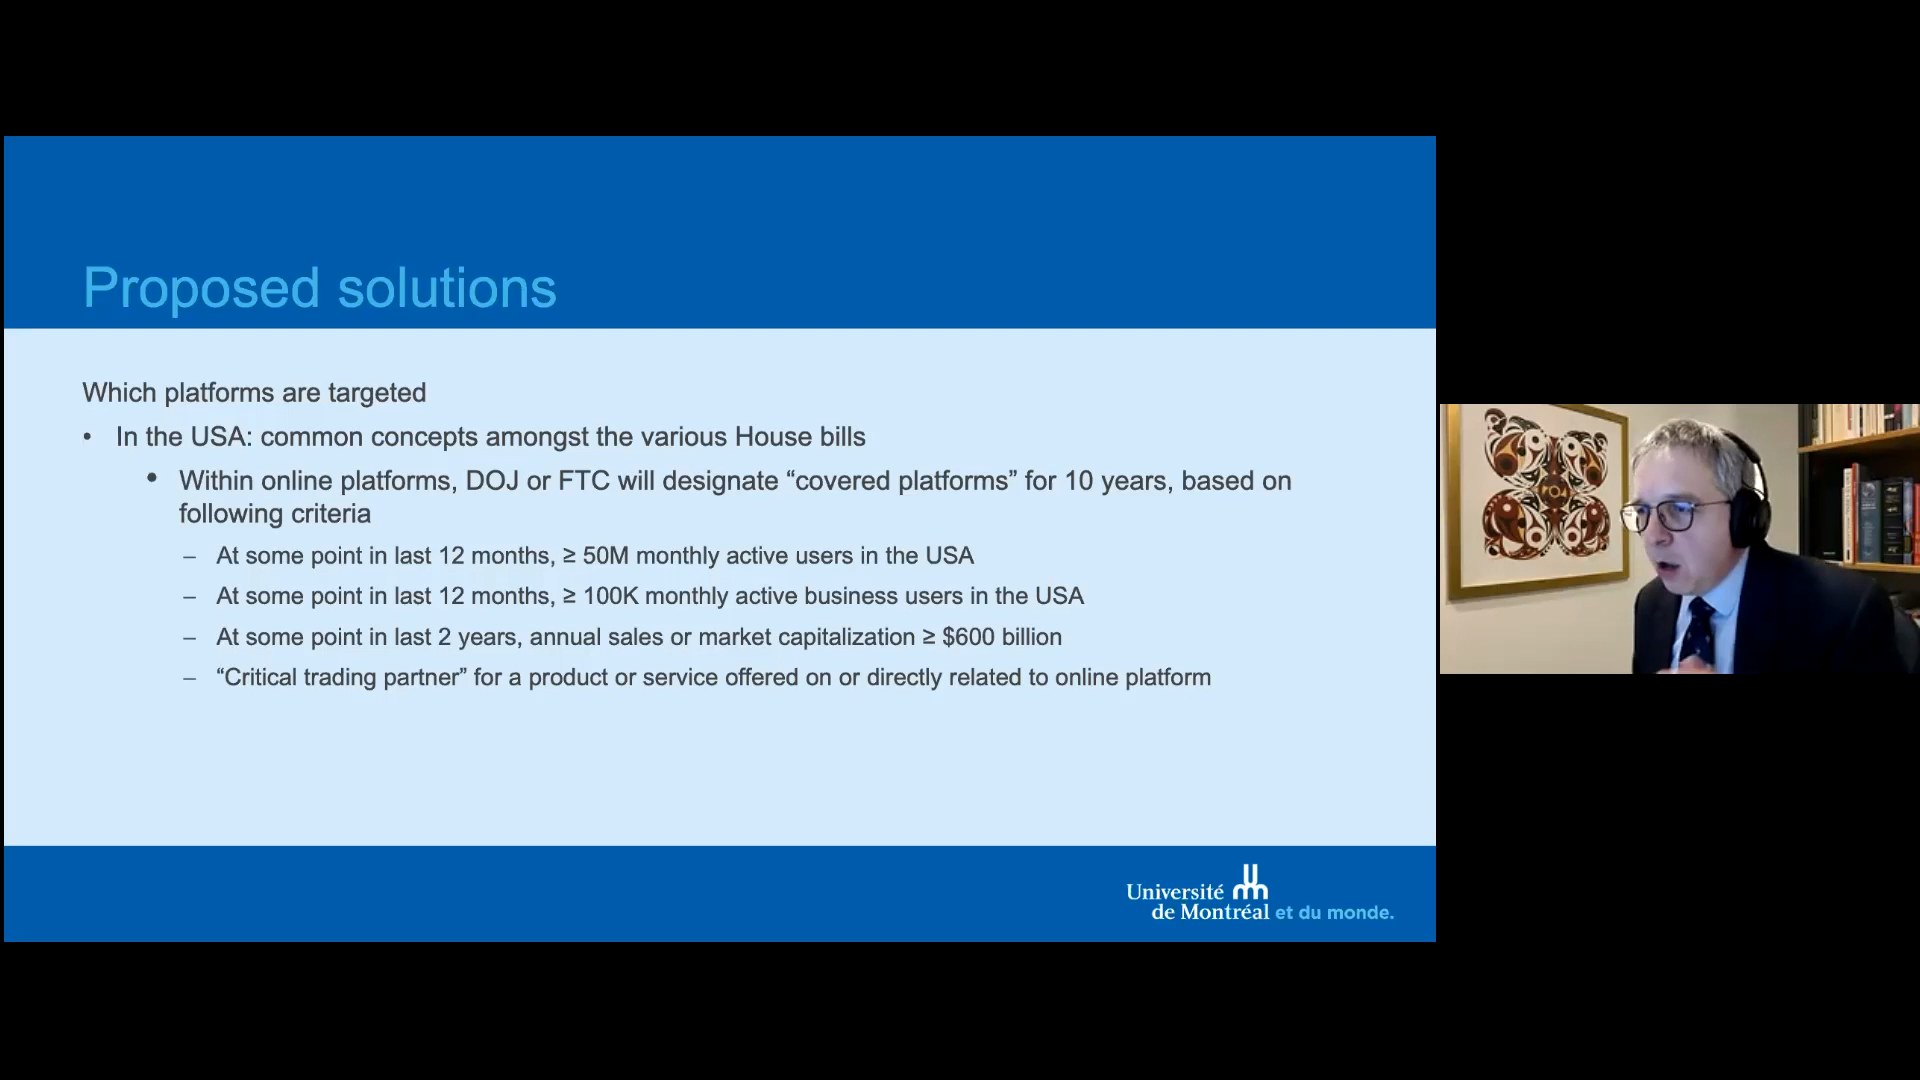 Proposed solutions
Which platforms are targeted
• In the USA: common concepts amongst the various House bills
• Within online platforms, DOJ or FTC will designate “covered platforms” for 10 years, based on
following criteria
– At some point in last 12 months, ≥ 50M monthly active users in the USA
– At some point in last 12 months, ≥ 100K monthly active business users in the USA
– At some point in last 2 years, annual sales or market capitalization ≥ $600 billion
– “Critical trading partner” for a product or service offered on or directly related to online platform
Université
de Montréal et du monde.